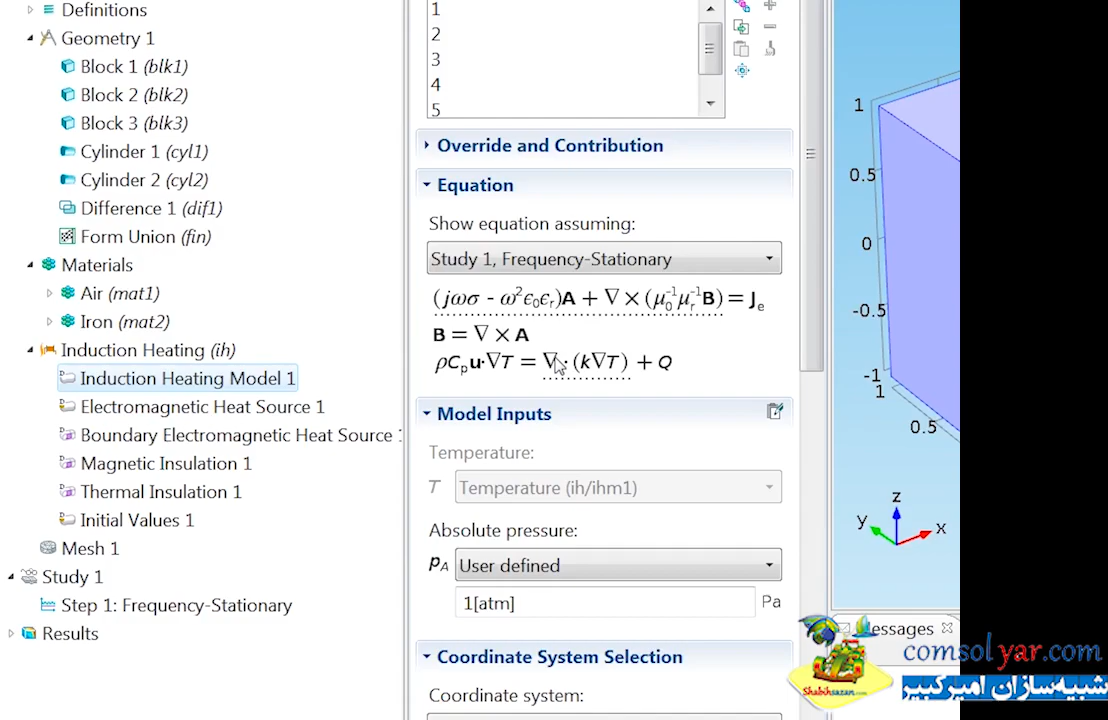 Definitions
Geometry 1
Block 1 (blk1)
Block 2 (blk2)
Block 3 (blk3)
Cylinder 1 (cyl1)
Cylinder 2 (cyl2)
Difference 1 (dif1)
Form Union (fin)
Materials
Air (mat1)
Iron (mat2)
Induction Heating (ih)
Induction Heating Model 1
Electromagnetic Heat Source 1
Boundary Electromagnetic Heat Source
Magnetic Insulation 1
Thermal Insulation 1
Initial Values 1
Mesh 1
Study 1
Step 1: Frequency-Stationary
Results
1
2
3
4
5
Override and Contribution
Equation
Show equation assuming:
Study 1, Frequency-Stationary
(jωσ - ω²ϵ₀ϵᵣ)A + ∇ × (μ₀⁻¹μᵣ⁻¹B) = Jₑ
B = ∇ × A
ρCₚu·∇T = ∇·(k∇T) + Q
Model Inputs
Temperature:
T Temperature (ih/ihm1)
Absolute pressure:
pA User defined
1[atm] Pa
Coordinate System Selection
Coordinate system:
1
0.5
0
-0.5
-1
1
0.5
z
y
x
essages
comsolyar.com
شبیه‌سازان امیرکبیر
Shabihsazan.com